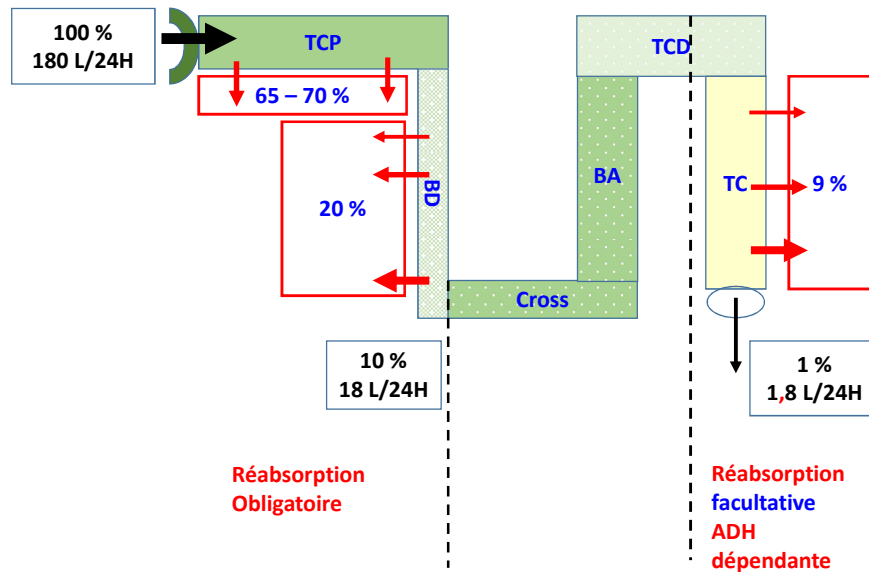 100 %
180 L/24H
TCP
TCD
65 – 70 %
20 %
BD
BA
TC
9 %
Cross
10 %
18 L/24H
1 %
1,8 L/24H
Réabsorption
Obligatoire
Réabsorption
facultative
ADH
dépendante